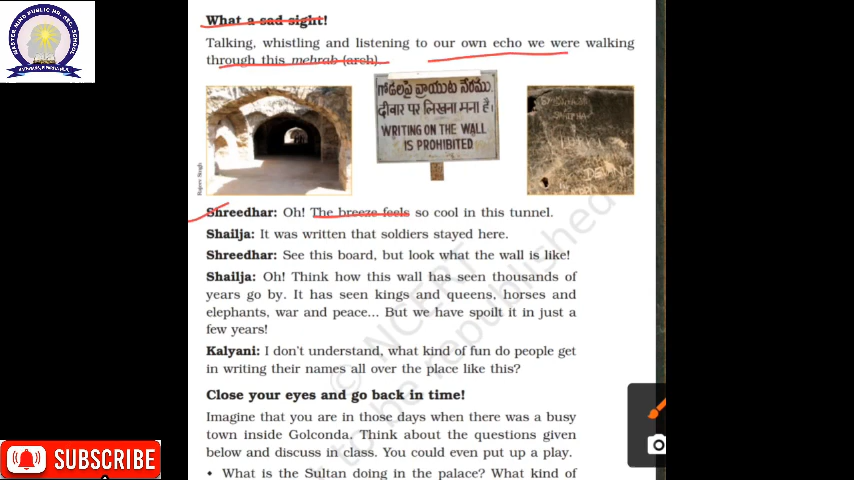 What a sad sight!
Talking, whistling and listening to our own echo we were walking
through this mehrab (arch).
గోడలపై వ్రాయుట నేరము
दीवार पर लिखना मना है।
WRITING ON THE WALL
IS PROHIBITED
Rajeev Singh
Shreedhar: Oh! The breeze feels so cool in this tunnel.
Shailja: It was written that soldiers stayed here.
Shreedhar: See this board, but look what the wall is like!
Shailja: Oh! Think how this wall has seen thousands of
years go by. It has seen kings and queens, horses and
elephants, war and peace... But we have spoilt it in just a
few years!
Kalyani: I don't understand, what kind of fun do people get
in writing their names all over the place like this?
Close your eyes and go back in time!
Imagine that you are in those days when there was a busy
town inside Golconda. Think about the questions given
below and discuss in class. You could even put up a play.
• What is the Sultan doing in the palace? What kind of
© NCERT
to be republished
SUBSCRIBE